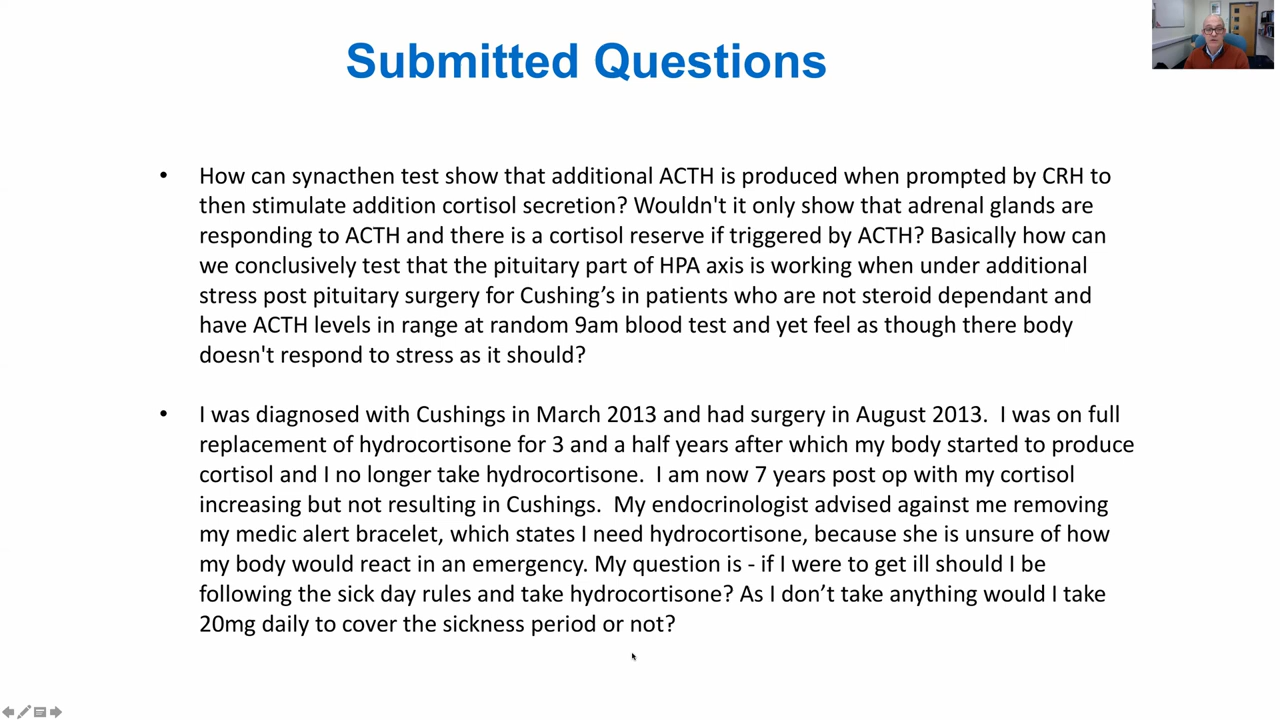 Submitted Questions
• How can synacthen test show that additional ACTH is produced when prompted by CRH to
then stimulate addition cortisol secretion? Wouldn't it only show that adrenal glands are
responding to ACTH and there is a cortisol reserve if triggered by ACTH? Basically how can
we conclusively test that the pituitary part of HPA axis is working when under additional
stress post pituitary surgery for Cushing’s in patients who are not steroid dependant and
have ACTH levels in range at random 9am blood test and yet feel as though there body
doesn't respond to stress as it should?
• I was diagnosed with Cushings in March 2013 and had surgery in August 2013.  I was on full
replacement of hydrocortisone for 3 and a half years after which my body started to produce
cortisol and I no longer take hydrocortisone.  I am now 7 years post op with my cortisol
increasing but not resulting in Cushings.  My endocrinologist advised against me removing
my medic alert bracelet, which states I need hydrocortisone, because she is unsure of how
my body would react in an emergency. My question is - if I were to get ill should I be
following the sick day rules and take hydrocortisone? As I don’t take anything would I take
20mg daily to cover the sickness period or not?